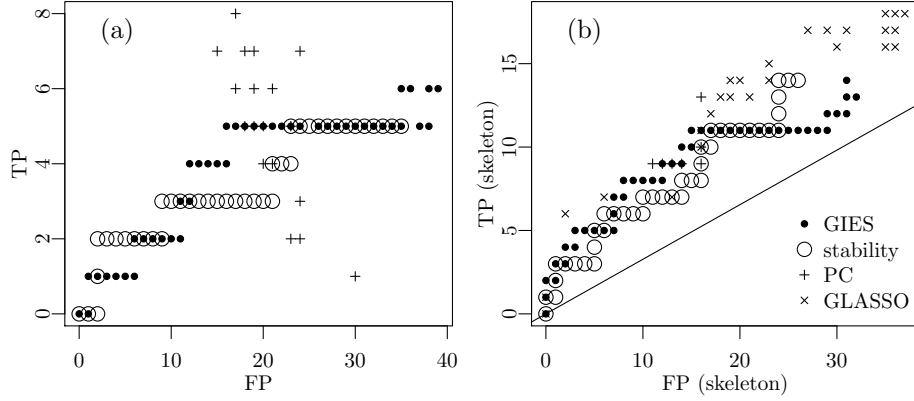 (a)
TP
0
2
4
6
8
0
10
20
30
40
FP
(b)
TP (skeleton)
0
5
10
15
0
10
20
30
FP (skeleton)
GIES
stability
PC
GLASSO